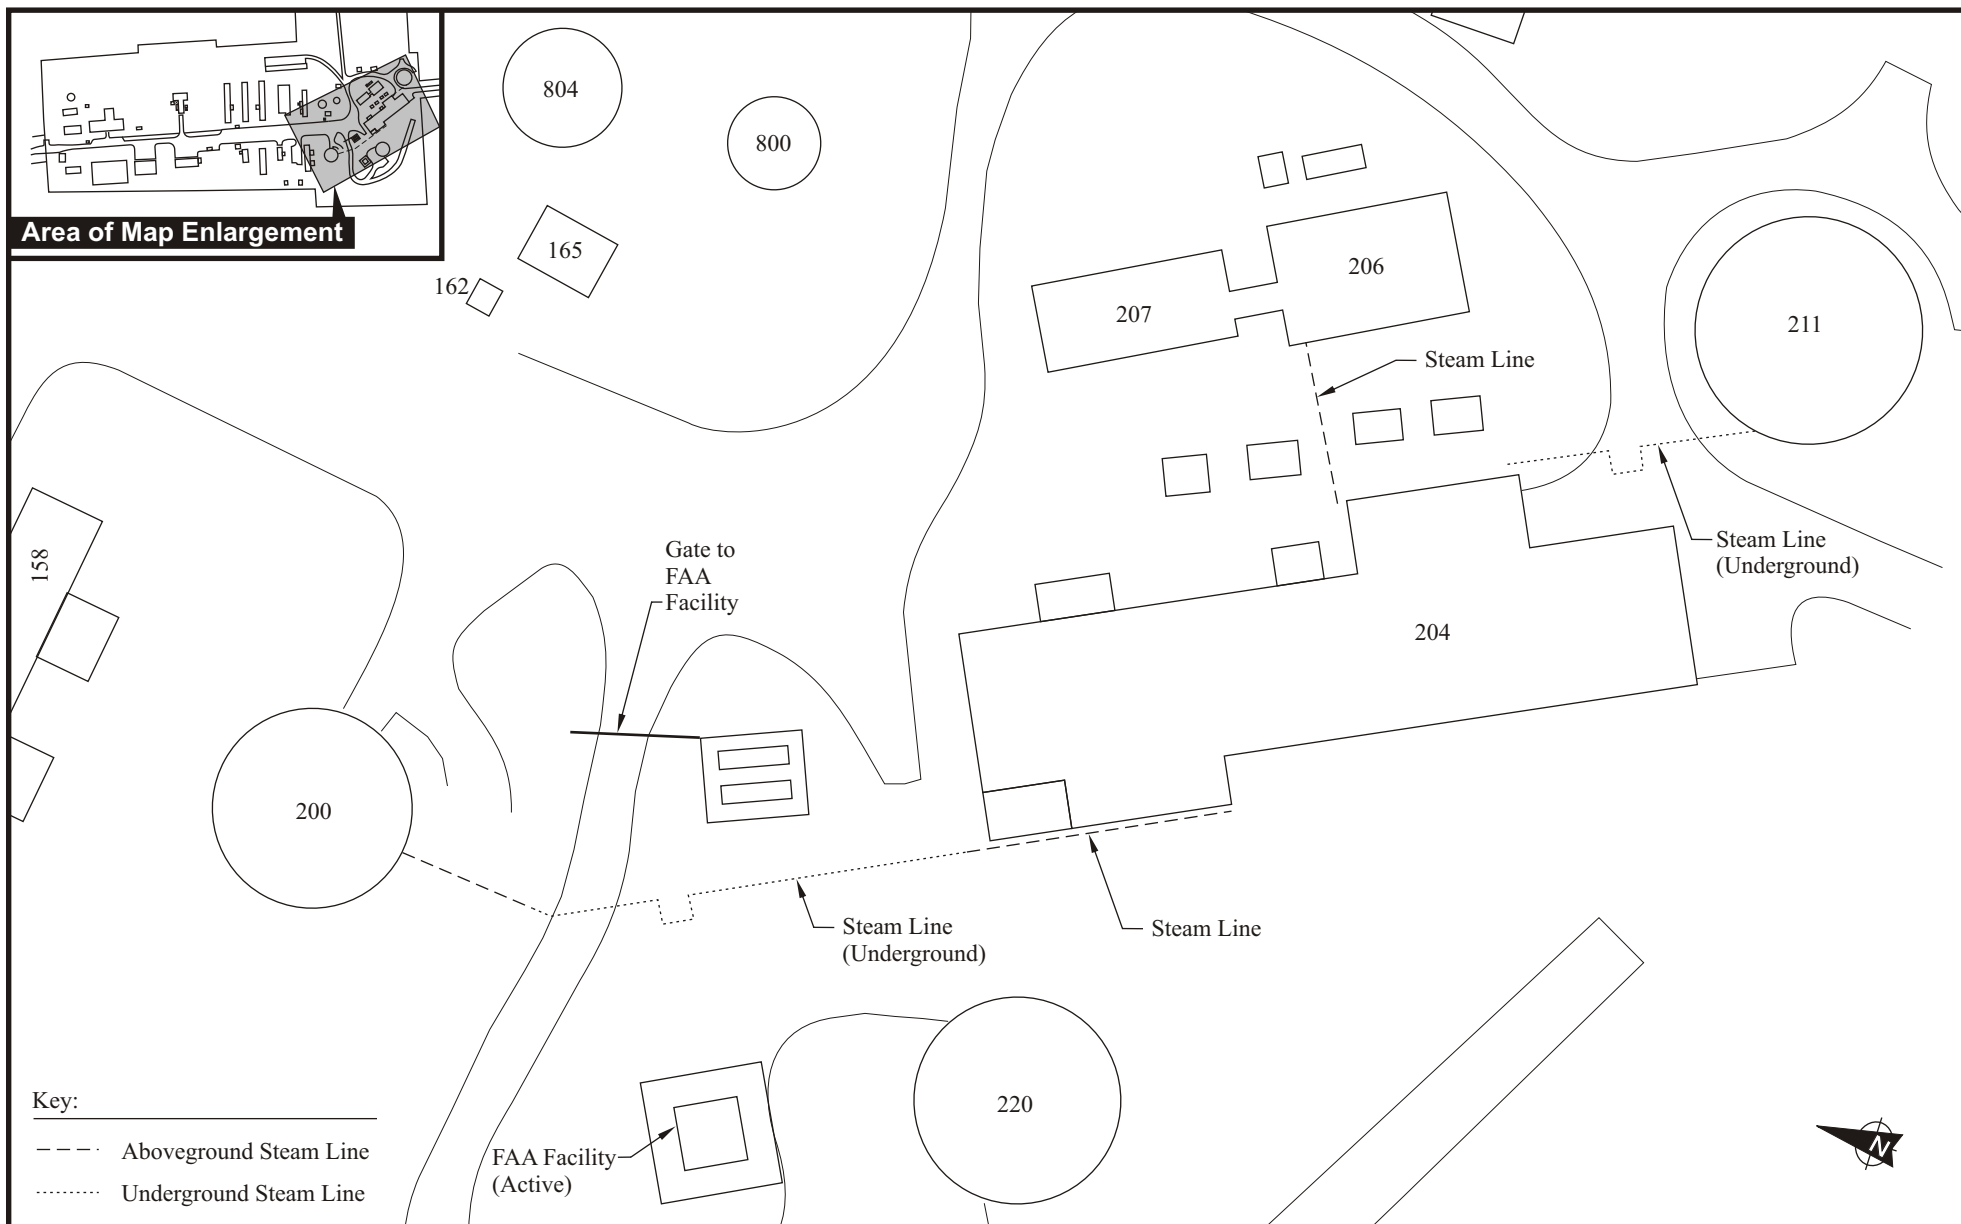 Area of Map Enlargement
804
800
165
162
206
207
211
Steam Line
158
Gate to
FAA
Facility
Steam Line
(Underground)
204
200
Steam Line
(Underground)
Steam Line
220
FAA Facility
(Active)
Key:
Aboveground Steam Line
Underground Steam Line
N